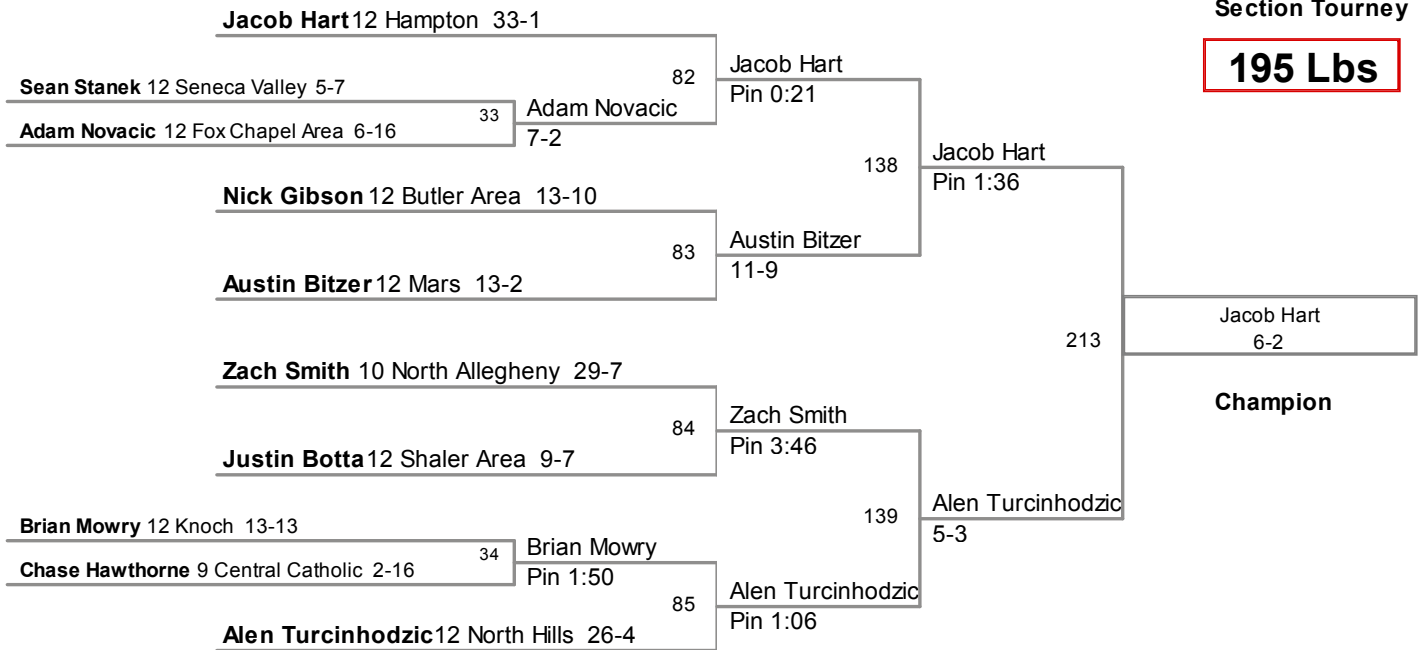 Section Tourney
195 Lbs
Jacob Hart 12 Hampton 33-1
82
Jacob Hart
Pin 0:21
Sean Stanek 12 Seneca Valley 5-7
33
Adam Novacic
7-2
Adam Novacic 12 Fox Chapel Area 6-16
138
Jacob Hart
Pin 1:36
Nick Gibson 12 Butler Area 13-10
83
Austin Bitzer
11-9
Austin Bitzer 12 Mars 13-2
213
Jacob Hart
6-2
Champion
Zach Smith 10 North Allegheny 29-7
84
Zach Smith
Pin 3:46
Justin Botta 12 Shaler Area 9-7
139
Alen Turcinhodzic
5-3
Brian Mowry 12 Knoch 13-13
34
Brian Mowry
Pin 1:50
Chase Hawthorne 9 Central Catholic 2-16
85
Alen Turcinhodzic
Pin 1:06
Alen Turcinhodzic 12 North Hills 26-4